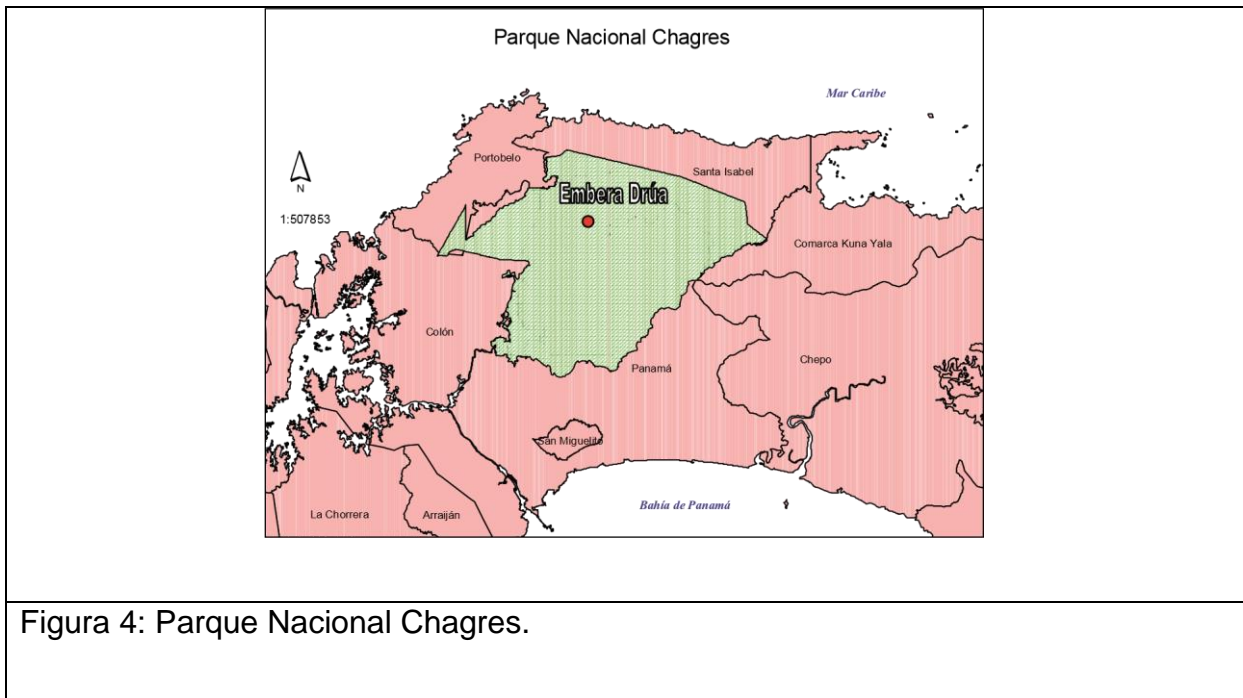 Parque Nacional Chagres
Mar Caribe
Portobelo
Santa Isabel
N
Embera Drúa
1:507853
Comarca Kuna Yala
Colón
Chepo
Panamá
San Miguelito
Bahía de Panamá
La Chorrera
Arraiján
Figura 4: Parque Nacional Chagres.